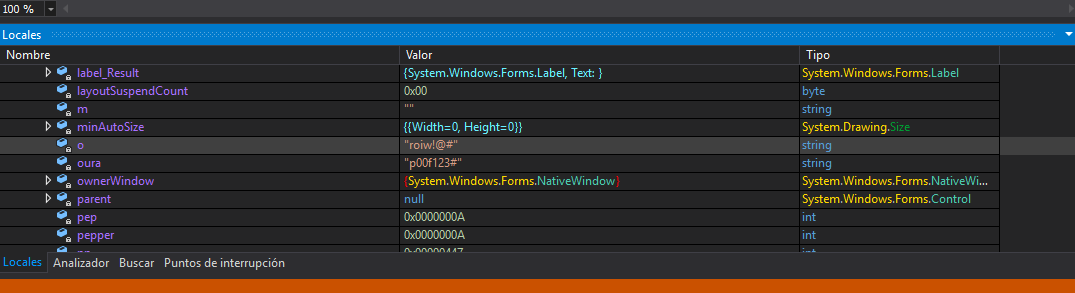 100 %
Locales
Nombre Valor Tipo
label_Result {System.Windows.Forms.Label, Text: } System.Windows.Forms.Label
layoutSuspendCount 0x00 byte
m "" string
minAutoSize {{Width=0, Height=0}} System.Drawing.Size
o "roiw!@#" string
oura "p00f123#" string
ownerWindow {System.Windows.Forms.NativeWindow} System.Windows.Forms.NativeWi...
parent null System.Windows.Forms.Control
pep 0x0000000A int
pepper 0x0000000A int
0x00000447 int
Locales Analizador Buscar Puntos de interrupción